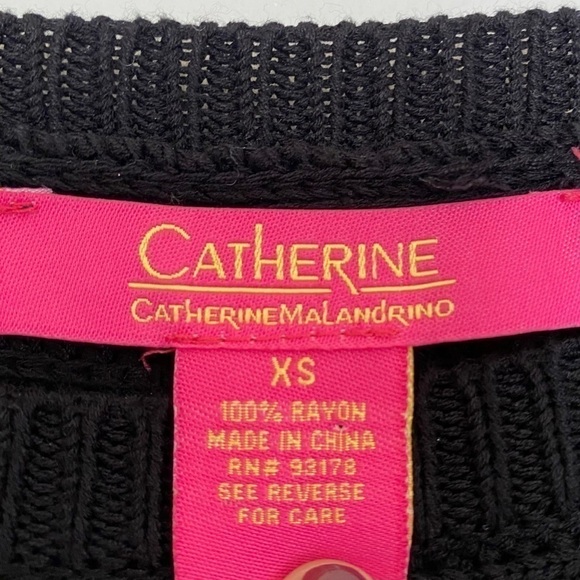 CATHERINE
CATHERINEMALANDRINO
XS
100% RAYON
MADE IN CHINA
RN# 93178
SEE REVERSE
FOR CARE